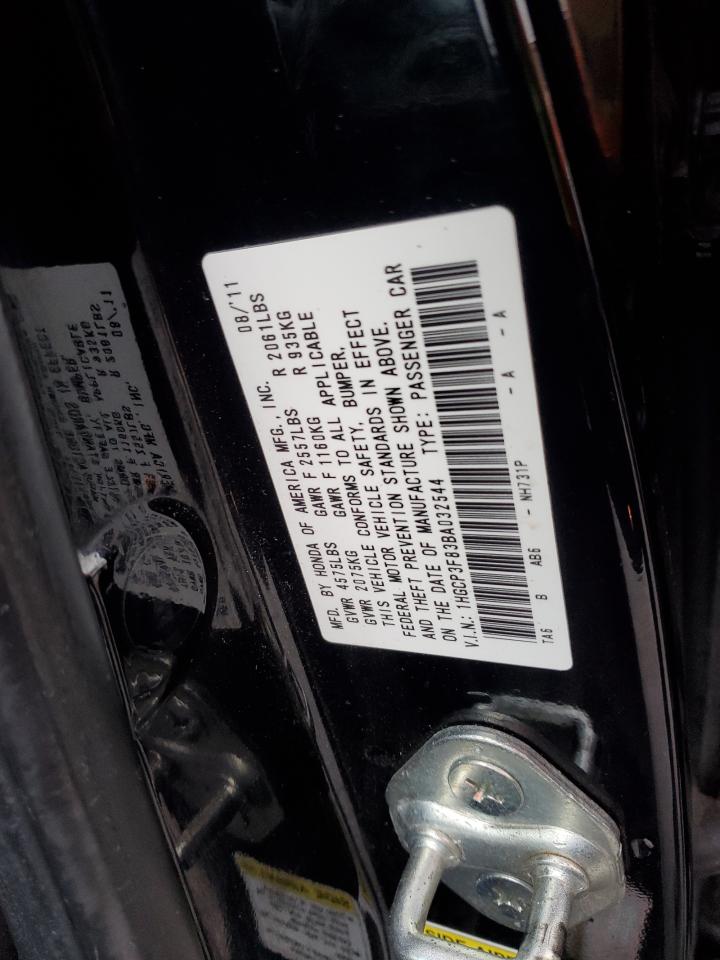 MFD. BY HONDA OF AMERICA MFG., INC. 08/'11
GVWR 4575LBS GAWR F 2557LBS R 2061LBS
GVWR 2075KG GAWR F 1160KG R 935KG
THIS VEHICLE CONFORMS TO ALL APPLICABLE
FEDERAL MOTOR VEHICLE SAFETY, BUMPER,
AND THEFT PREVENTION STANDARDS IN EFFECT
ON THE DATE OF MANUFACTURE SHOWN ABOVE.
V.I.N.: 1HGCP3F83BA032544 TYPE: PASSENGER CAR
TA6 B AB6 - NH731P - A - A
SIDE